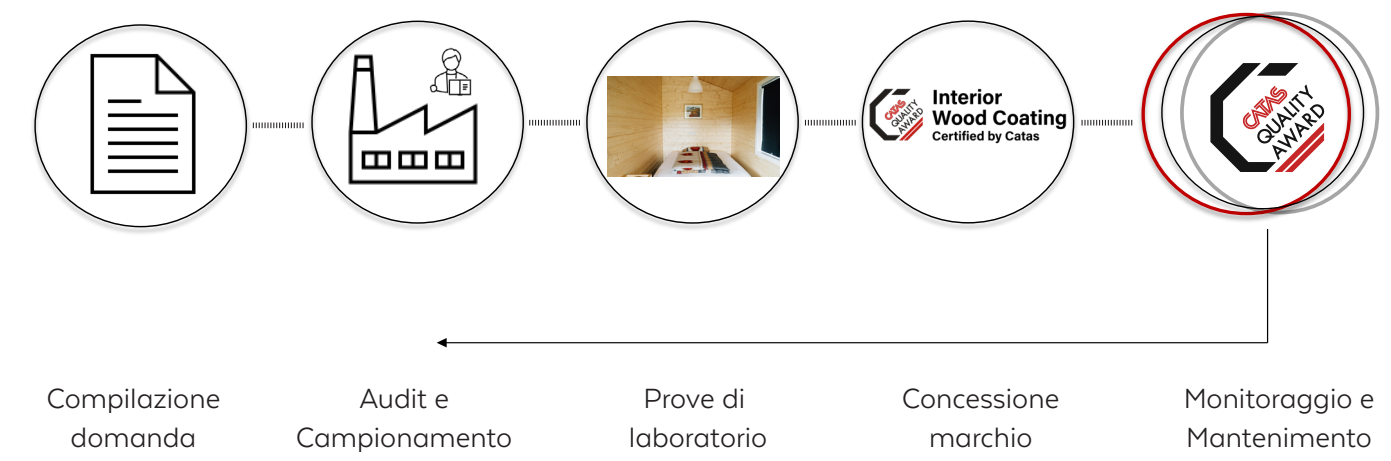 Interior
Wood Coating
Certified by Catas
CATAS
QUALITY
AWARD
CATAS
QUALITY
AWARD
Compilazione
domanda
Audit e
Campionamento
Prove di
laboratorio
Concessione
marchio
Monitoraggio e
Mantenimento